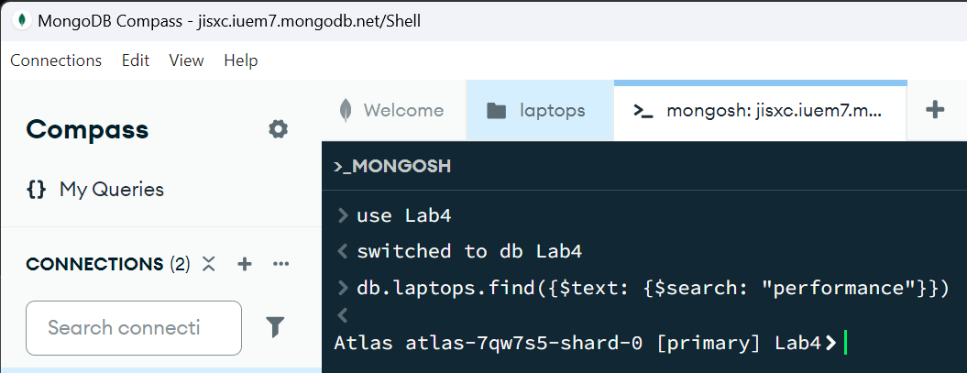 MongoDB Compass - jisxc.iuem7.mongodb.net/Shell
Connections Edit View Help
Compass
{} My Queries
CONNECTIONS (2)
Search connecti
Welcome
laptops
>_ mongosh: jisxc.iuem7.m...
>_MONGOSH
> use Lab4
< switched to db Lab4
> db.laptops.find({$text: {$search: "performance"}})
<
Atlas atlas-7qw7s5-shard-0 [primary] Lab4>